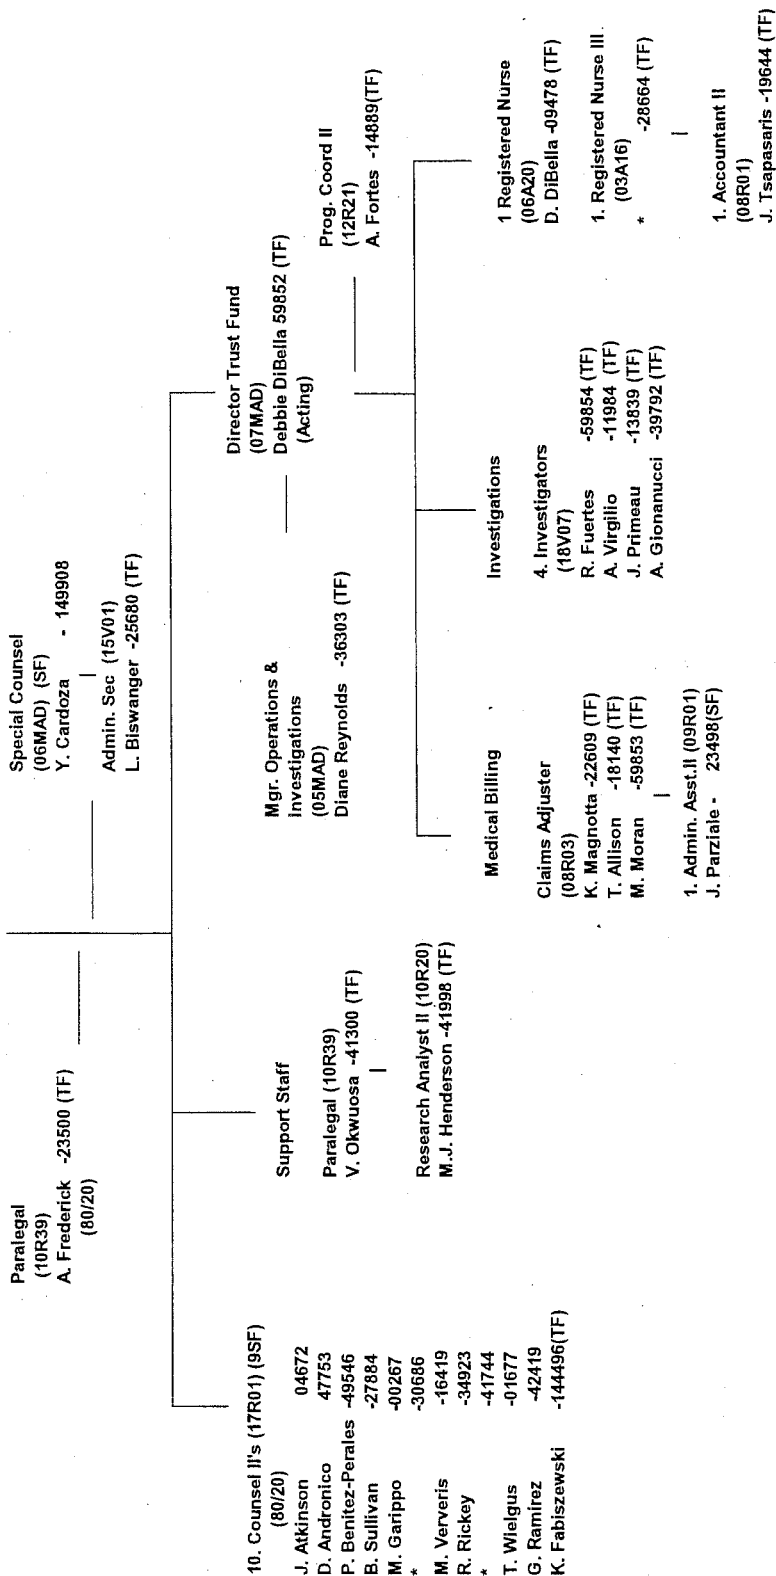 Paralegal
(10R39)
A. Frederick -23500 (TF)
(80/20)
Special Counsel
(06MAD) (SF)
Y. Cardoza - 149908
Admin. Sec (15V01)
L. Biswanger -25680 (TF)
10. Counsel II's (17R01) (9SF)
(80/20)
J. Atkinson 04672
D. Andronico 47753
P. Benitez-Perales -49546
B. Sullivan -27884
M. Garippo -00267
* -30686
M. Ververis -16419
R. Rickey -34923
* -41744
T. Wielgus -01677
G. Ramirez -42419
K. Fabiszewski -144496(TF)
Support Staff
Paralegal (10R39)
V. Okwuosa -41300 (TF)
Research Analyst II (10R20)
M.J. Henderson -41998 (TF)
Mgr. Operations &
Investigations
(05MAD)
Diane Reynolds -36303 (TF)
Director Trust Fund
(07MAD)
Debbie DiBella 59852 (TF)
(Acting)
Prog. Coord II
(12R21)
A. Fortes -14889(TF)
Medical Billing
Claims Adjuster
(08R03)
K. Magnotta -22609 (TF)
T. Allison -18140 (TF)
M. Moran -59853 (TF)
1. Admin. Asst.II (09R01)
J. Parziale - 23498(SF)
Investigations
4. Investigators
(18V07)
R. Fuertes -59854 (TF)
A. Virgilio -11984 (TF)
J. Primeau -13839 (TF)
A. Gionanucci -39792 (TF)
1 Registered Nurse
(06A20)
D. DiBella -09478 (TF)
1. Registered Nurse III.
(03A16)
* -28664 (TF)
1. Accountant II
(08R01)
J. Tsapasaris -19644 (TF)